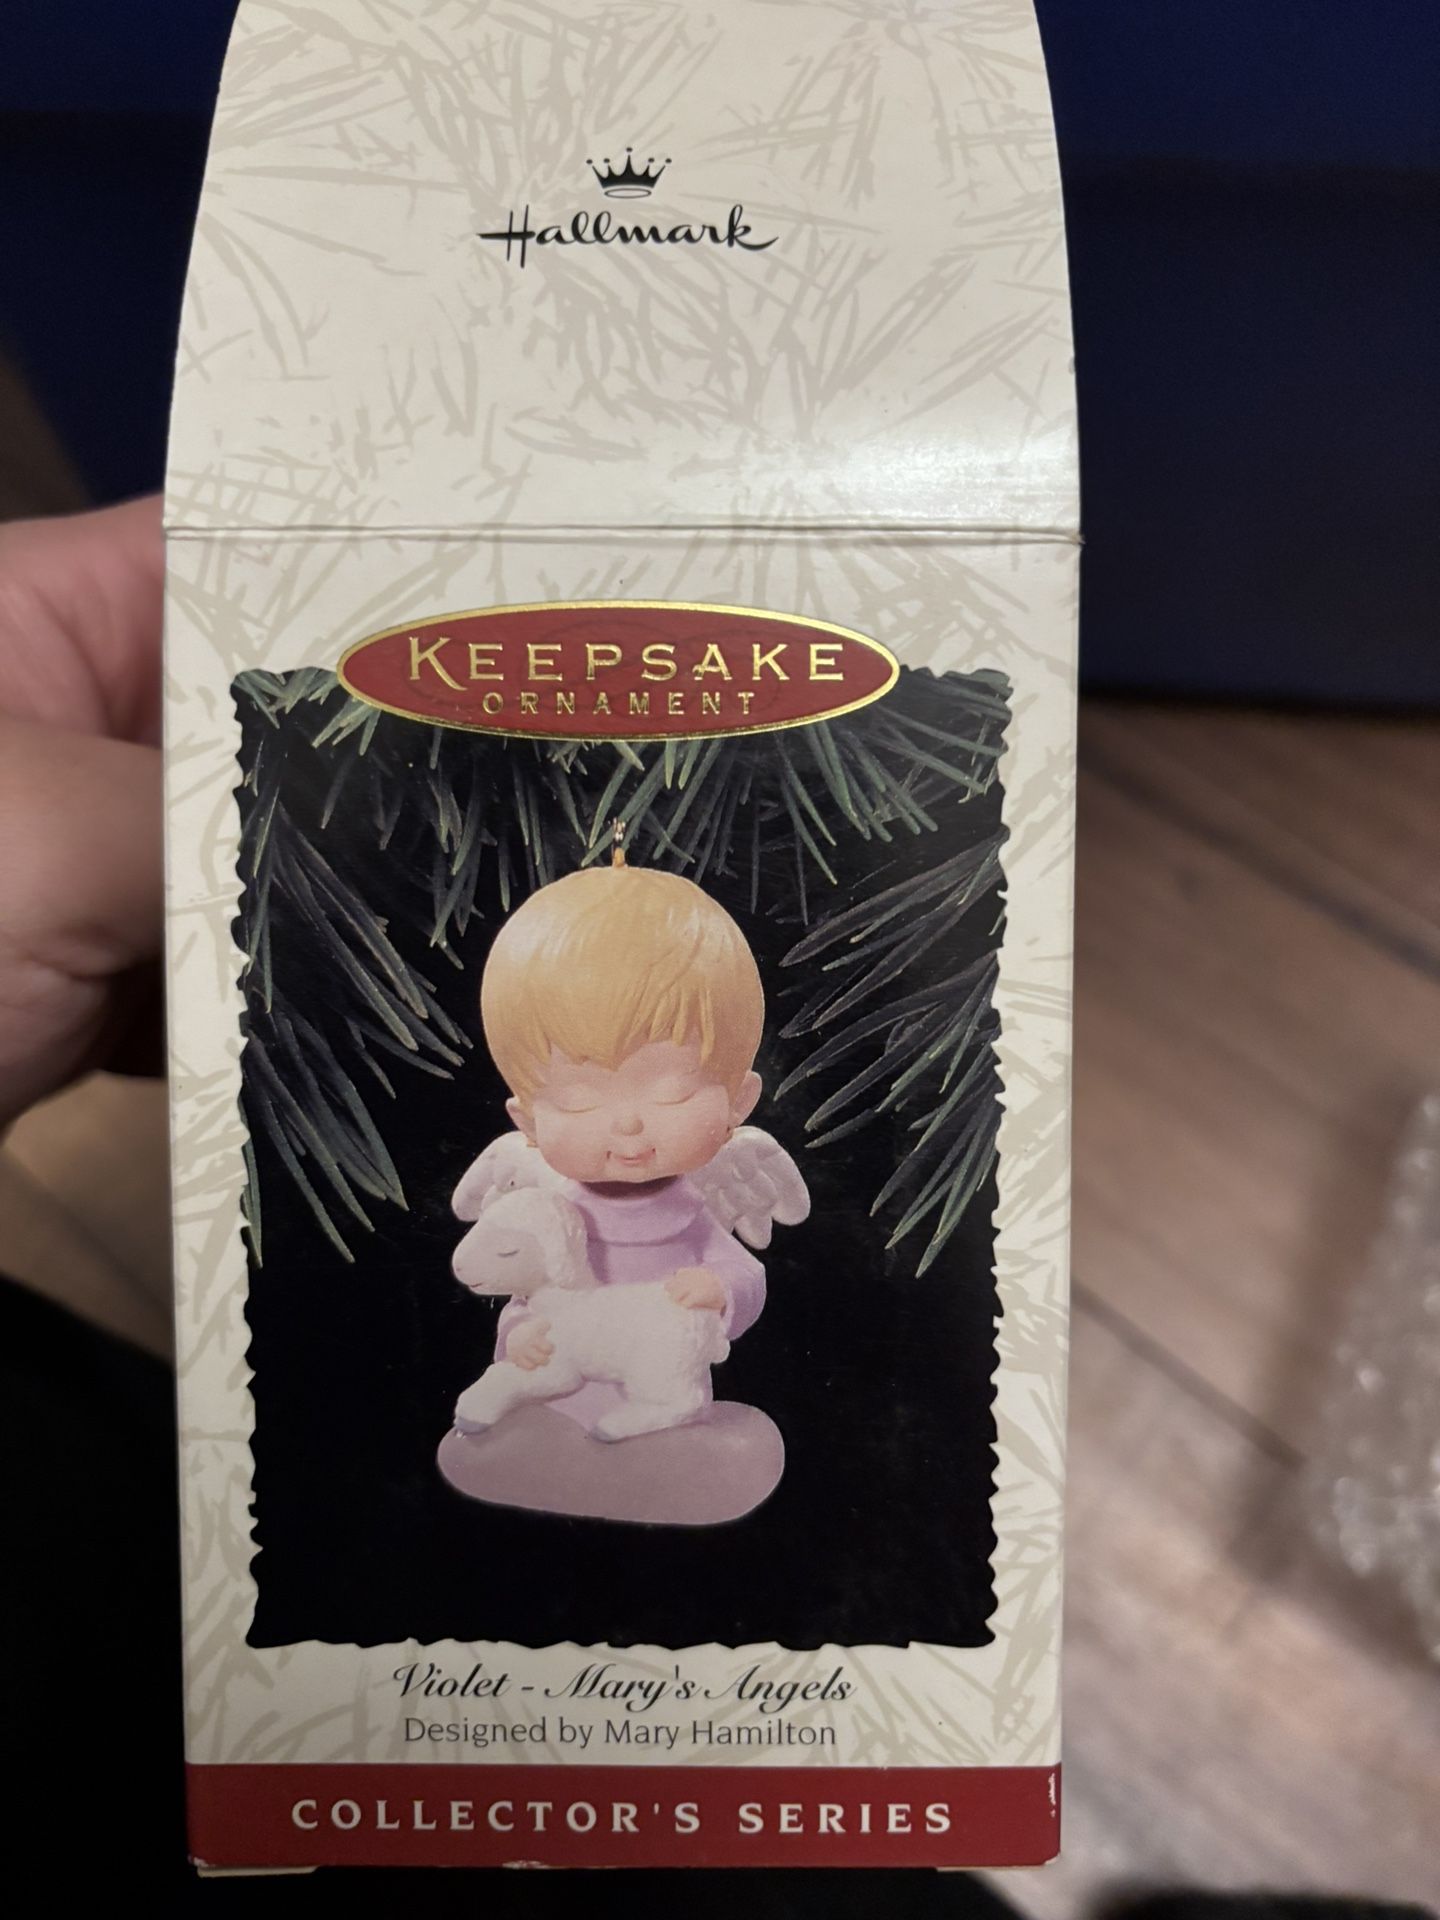 Hallmark
KEEPSAKE
ORNAMENT
Violet - Mary's Angels
Designed by Mary Hamilton
COLLECTOR'S SERIES